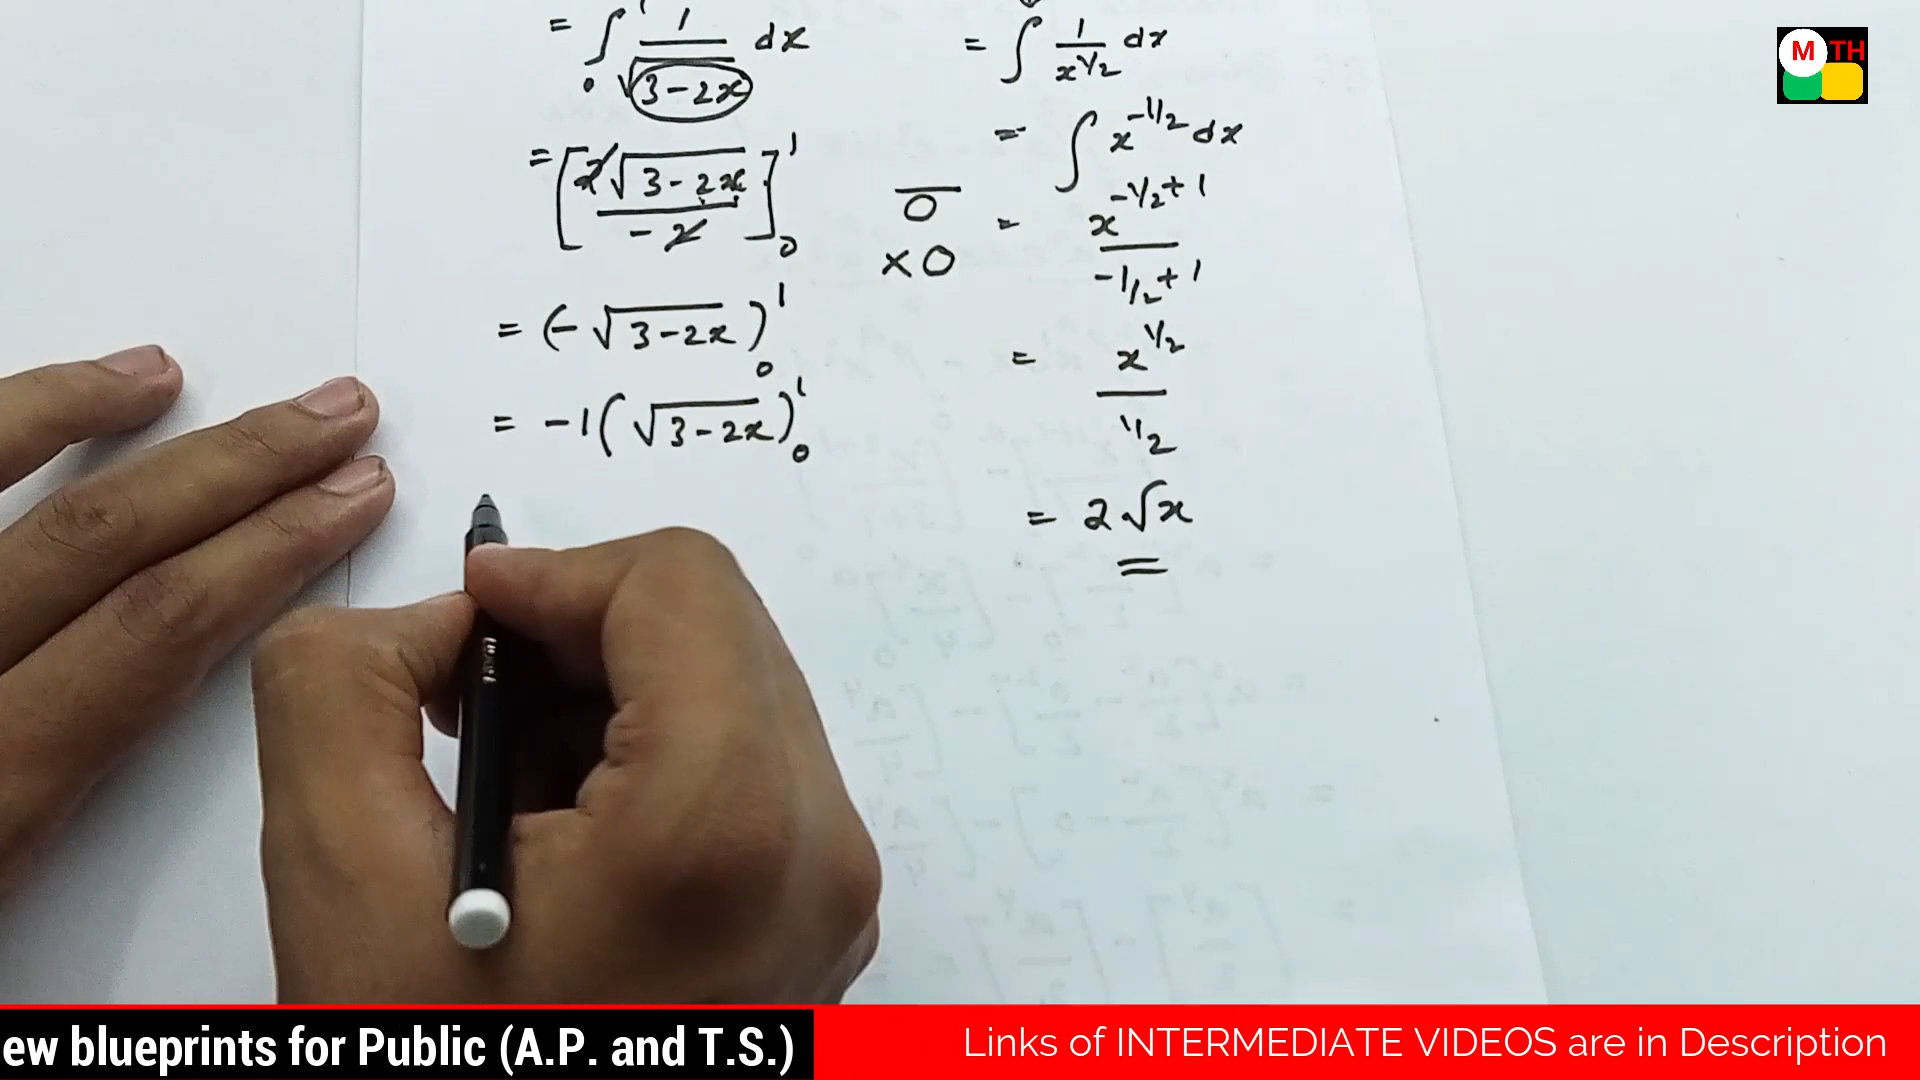 = ∫₀¹ 1/√(3-2x) dx
= [2√(3-2x)/-2]₀¹
= (-√(3-2x))₀¹
= -1(√(3-2x))₀¹
0
×0
= ∫ 1/x^1/2 dx
= ∫ x^-1/2 dx
= x^-1/2+1/-1/2+1
= x^1/2/1/2
= 2√x
M TH
ew blueprints for Public (A.P. and T.S.)
Links of INTERMEDIATE VIDEOS are in Description